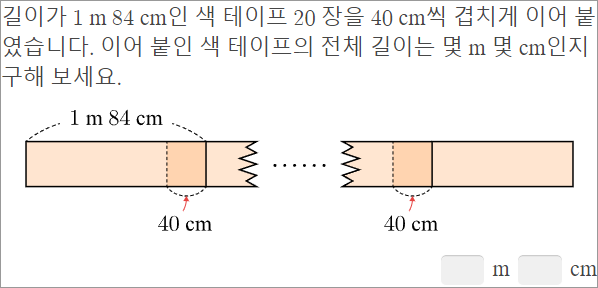 길이가 1 m 84 cm인 색 테이프 20 장을 40 cm씩 겹치게 이어 붙
였습니다. 이어 붙인 색 테이프의 전체 길이는 몇 m 몇 cm인지
구해 보세요.
1 m 84 cm
······
40 cm 40 cm
m cm